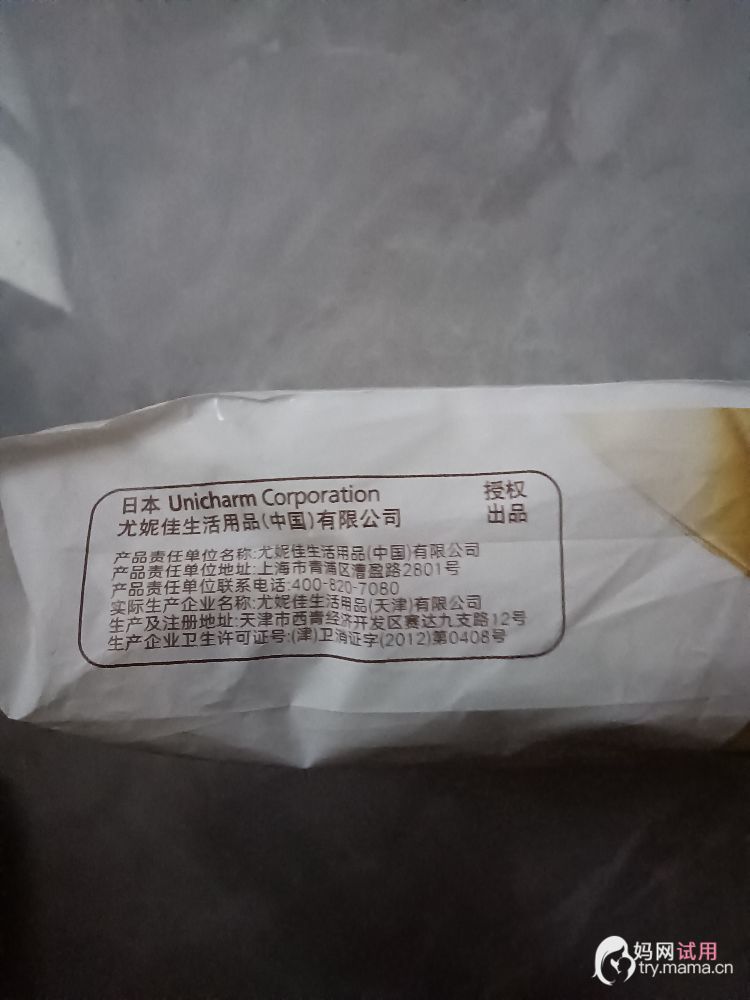 日本 Unicharm Corporation 授权
尤妮佳生活用品(中国)有限公司 出品
产品责任单位名称:尤妮佳生活用品(中国)有限公司
产品责任单位地址:上海市青浦区漕盈路2801号
产品责任单位联系电话:400-820-7080
实际生产企业名称:尤妮佳生活用品(天津)有限公司
生产及注册地址:天津市西青经济开发区赛达九支路12号
生产企业卫生许可证号:(津)卫消证字(2012)第0408号
妈网试用
try.mama.cn